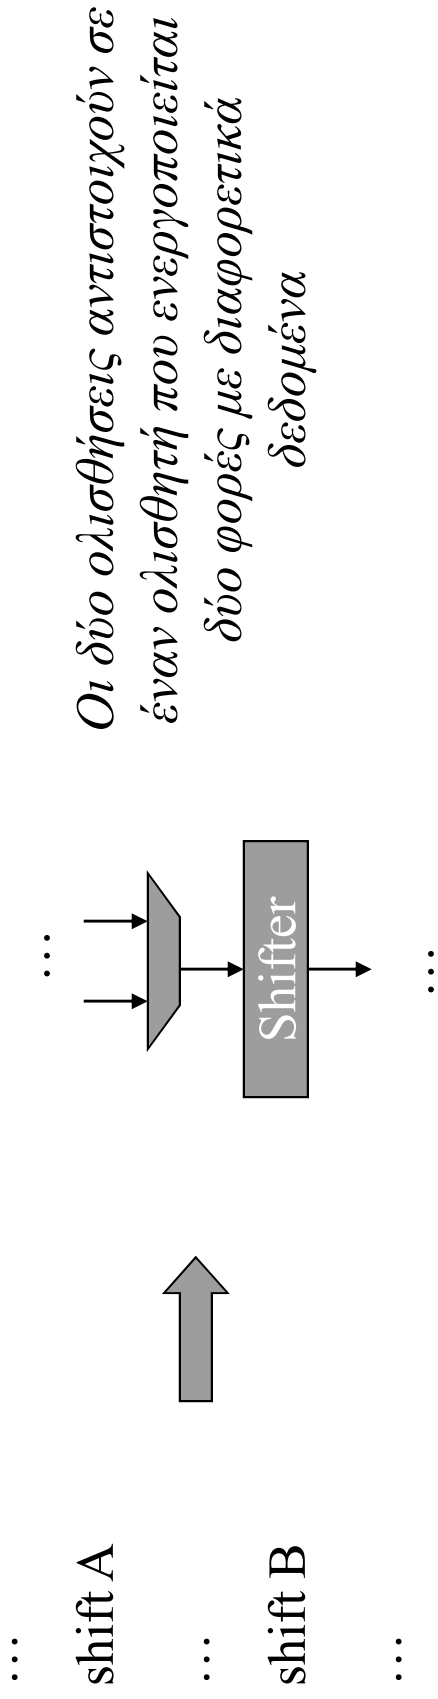 ...
shift A
...
shift B
...
...
Shifter
...
Οι δύο ολισθήσεις αντιστοιχούν σε
έναν ολισθητή που ενεργοποιείται
δύο φορές με διαφορετικά
δεδομένα